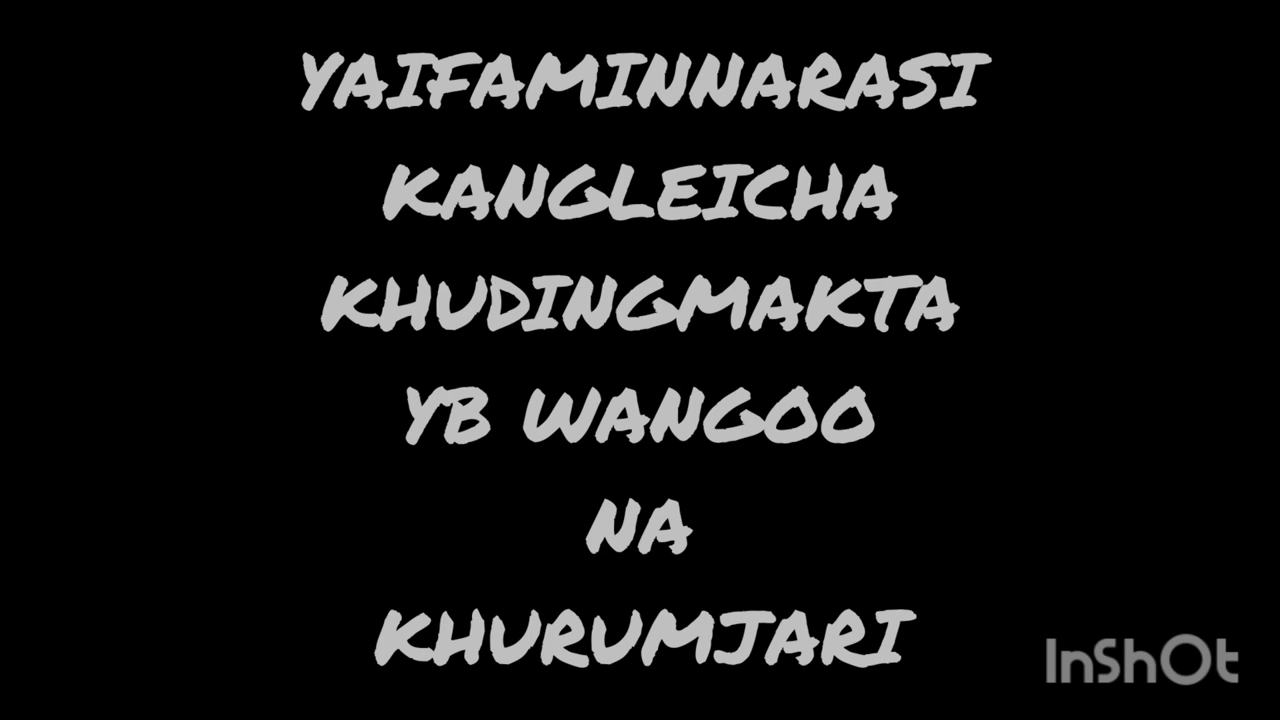 YAIFAMINNARASI
KANGLEICHA
KHUDINGMAKTA
YB WANGOO
NA
KHURUMJARI
InShOt